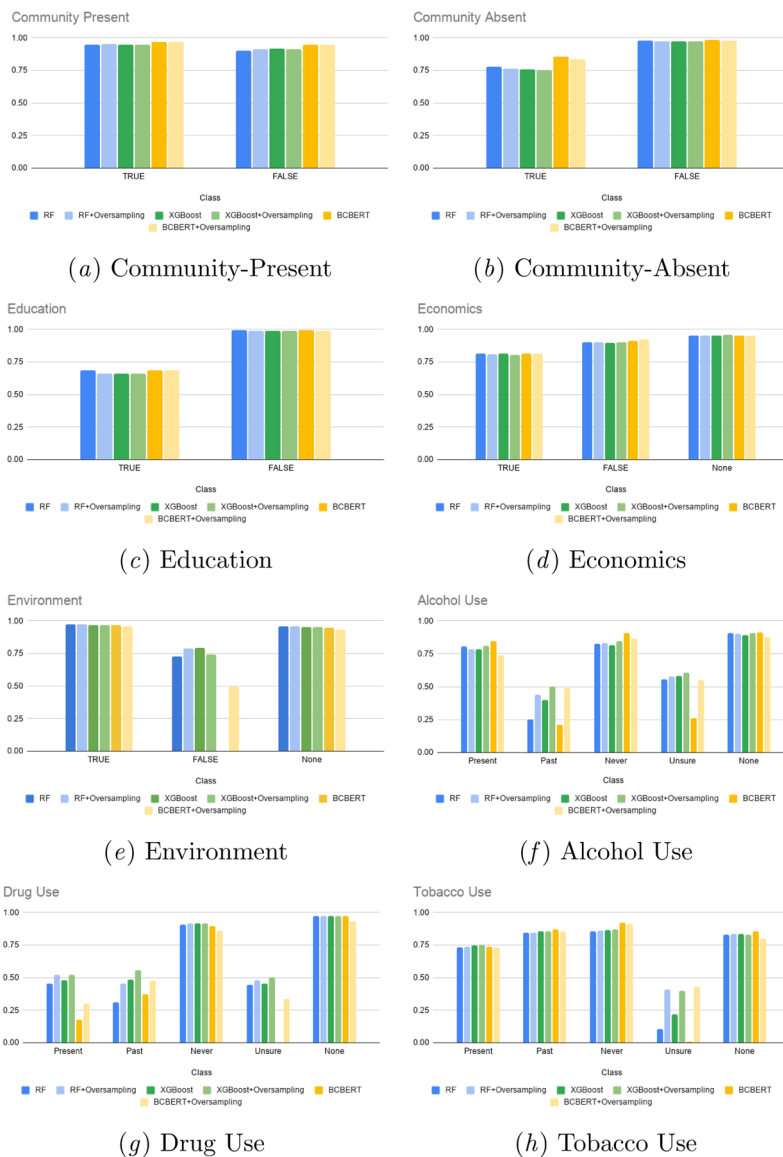 Community Present
1.00
0.75
0.50
0.25
0.00
TRUE
FALSE
Class
RF RF+Oversampling XGBoost XGBoost+Oversampling BCBERT
BCBERT+Oversampling
(a) Community-Present
Community Absent
1.00
0.75
0.50
0.25
0.00
TRUE
FALSE
Class
RF RF+Oversampling XGBoost XGBoost+Oversampling BCBERT
BCBERT+Oversampling
(b) Community-Absent
Education
1.00
0.75
0.50
0.25
0.00
TRUE
FALSE
Class
RF RF+Oversampling XGBoost XGBoost+Oversampling BCBERT
BCBERT+Oversampling
(c) Education
Economics
1.00
0.75
0.50
0.25
0.00
TRUE
FALSE
None
Class
RF RF+Oversampling XGBoost XGBoost+Oversampling BCBERT
BCBERT+Oversampling
(d) Economics
Environment
1.00
0.75
0.50
0.25
0.00
TRUE
FALSE
None
Class
RF RF+Oversampling XGBoost XGBoost+Oversampling BCBERT
BCBERT+Oversampling
(e) Environment
Alcohol Use
1.00
0.75
0.50
0.25
0.00
Present
Past
Never
Unsure
None
Class
RF RF+Oversampling XGBoost XGBoost+Oversampling BCBERT
BCBERT+Oversampling
(f) Alcohol Use
Drug Use
1.00
0.75
0.50
0.25
0.00
Present
Past
Never
Unsure
None
Class
RF RF+Oversampling XGBoost XGBoost+Oversampling BCBERT
BCBERT+Oversampling
(g) Drug Use
Tobacco Use
1.00
0.75
0.50
0.25
0.00
Present
Past
Never
Unsure
None
Class
RF RF+Oversampling XGBoost XGBoost+Oversampling BCBERT
BCBERT+Oversampling
(h) Tobacco Use